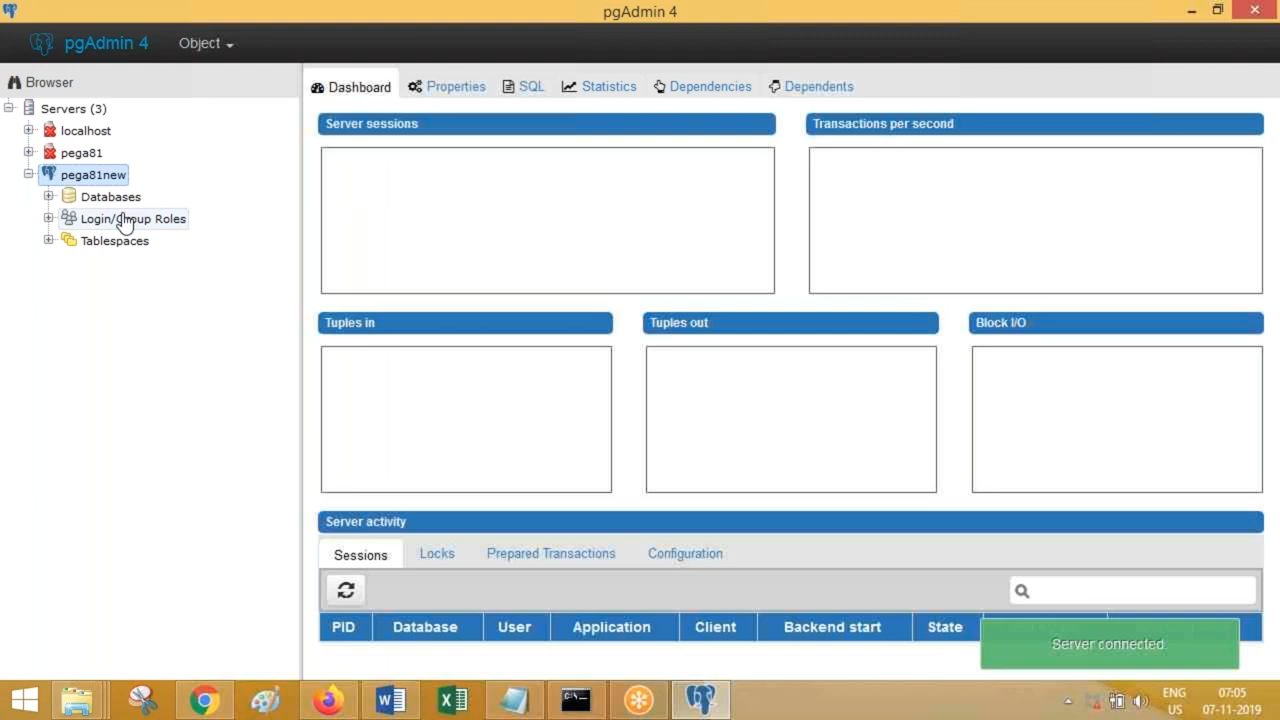 pgAdmin 4
pgAdmin 4 Object
Browser
Servers (3)
localhost
pega81
pega81new
Databases
Login/Group Roles
Tablespaces
Dashboard Properties SQL Statistics Dependencies Dependents
Server sessions Transactions per second
Tuples in Tuples out Block I/O
Server activity
Sessions Locks Prepared Transactions Configuration
PID Database User Application Client Backend start State
Server connected
ENG 07:05
US 07-11-2019